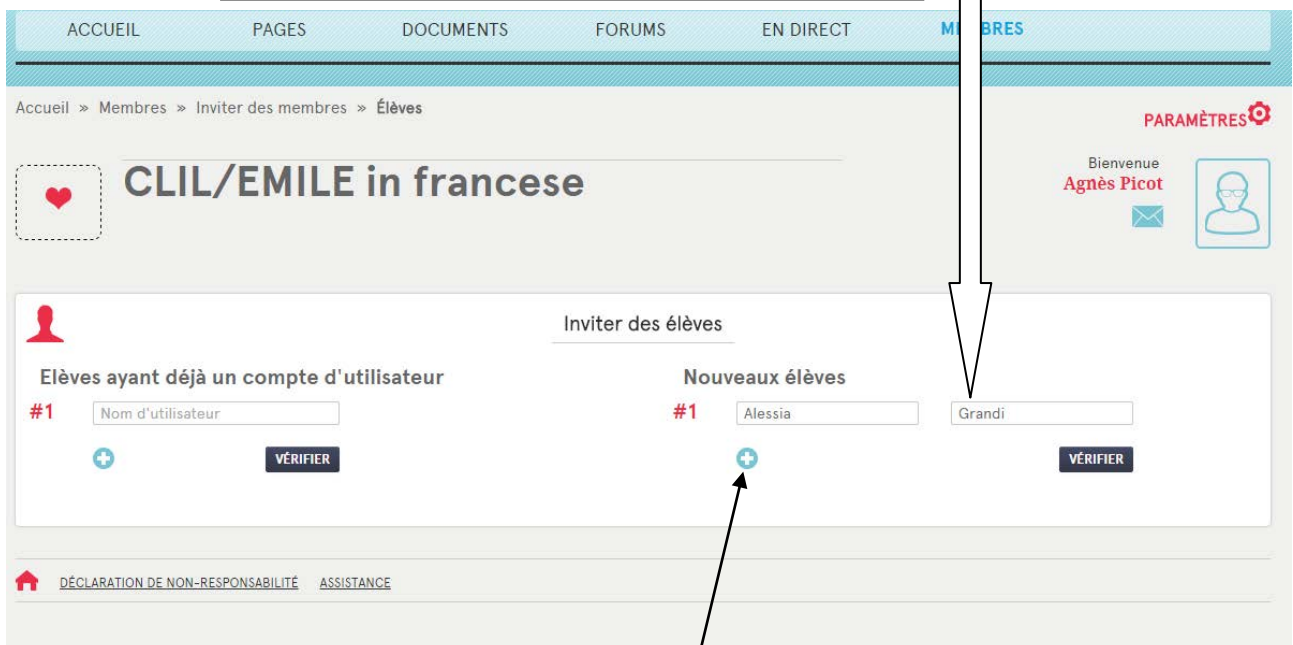 ACCUEIL PAGES DOCUMENTS FORUMS EN DIRECT MEMBRES
Accueil » Membres » Inviter des membres » Élèves
PARAMÈTRES
CLIL/EMILE in francese
Bienvenue
Agnès Picot
Inviter des élèves
Elèves ayant déjà un compte d'utilisateur
#1 Nom d'utilisateur
VÉRIFIER
Nouveaux élèves
#1 Alessia Grandi
VÉRIFIER
DÉCLARATION DE NON-RESPONSABILITÉ ASSISTANCE